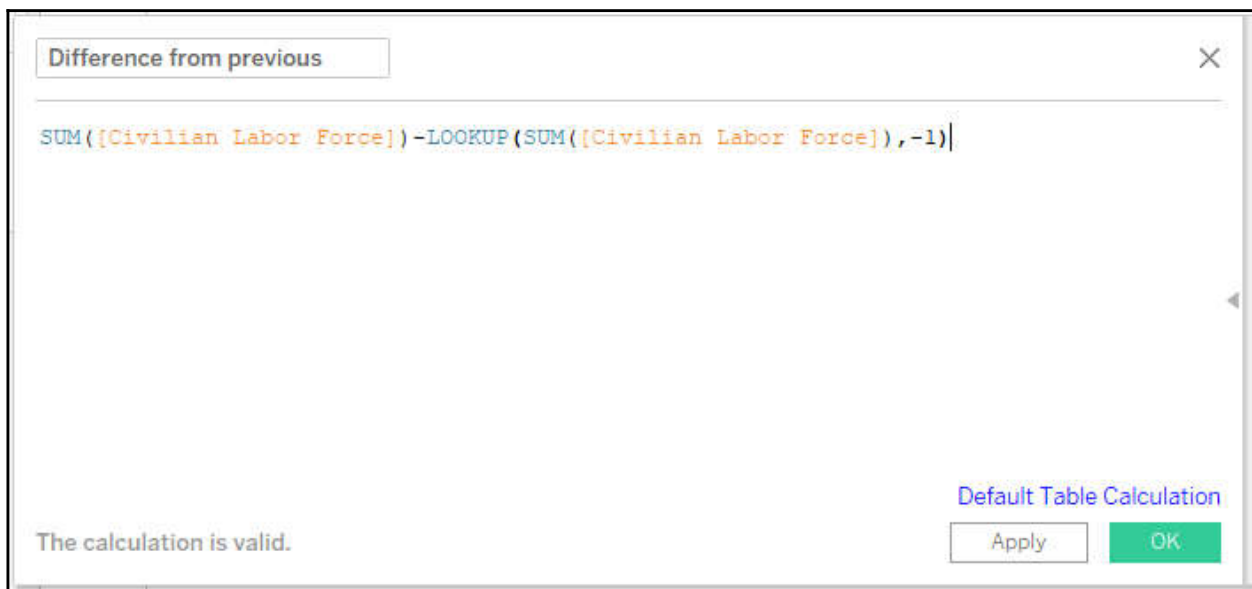 Difference from previous
SUM([Civilian Labor Force])-LOOKUP(SUM([Civilian Labor Force]),-1)
Default Table Calculation
The calculation is valid.
Apply
OK